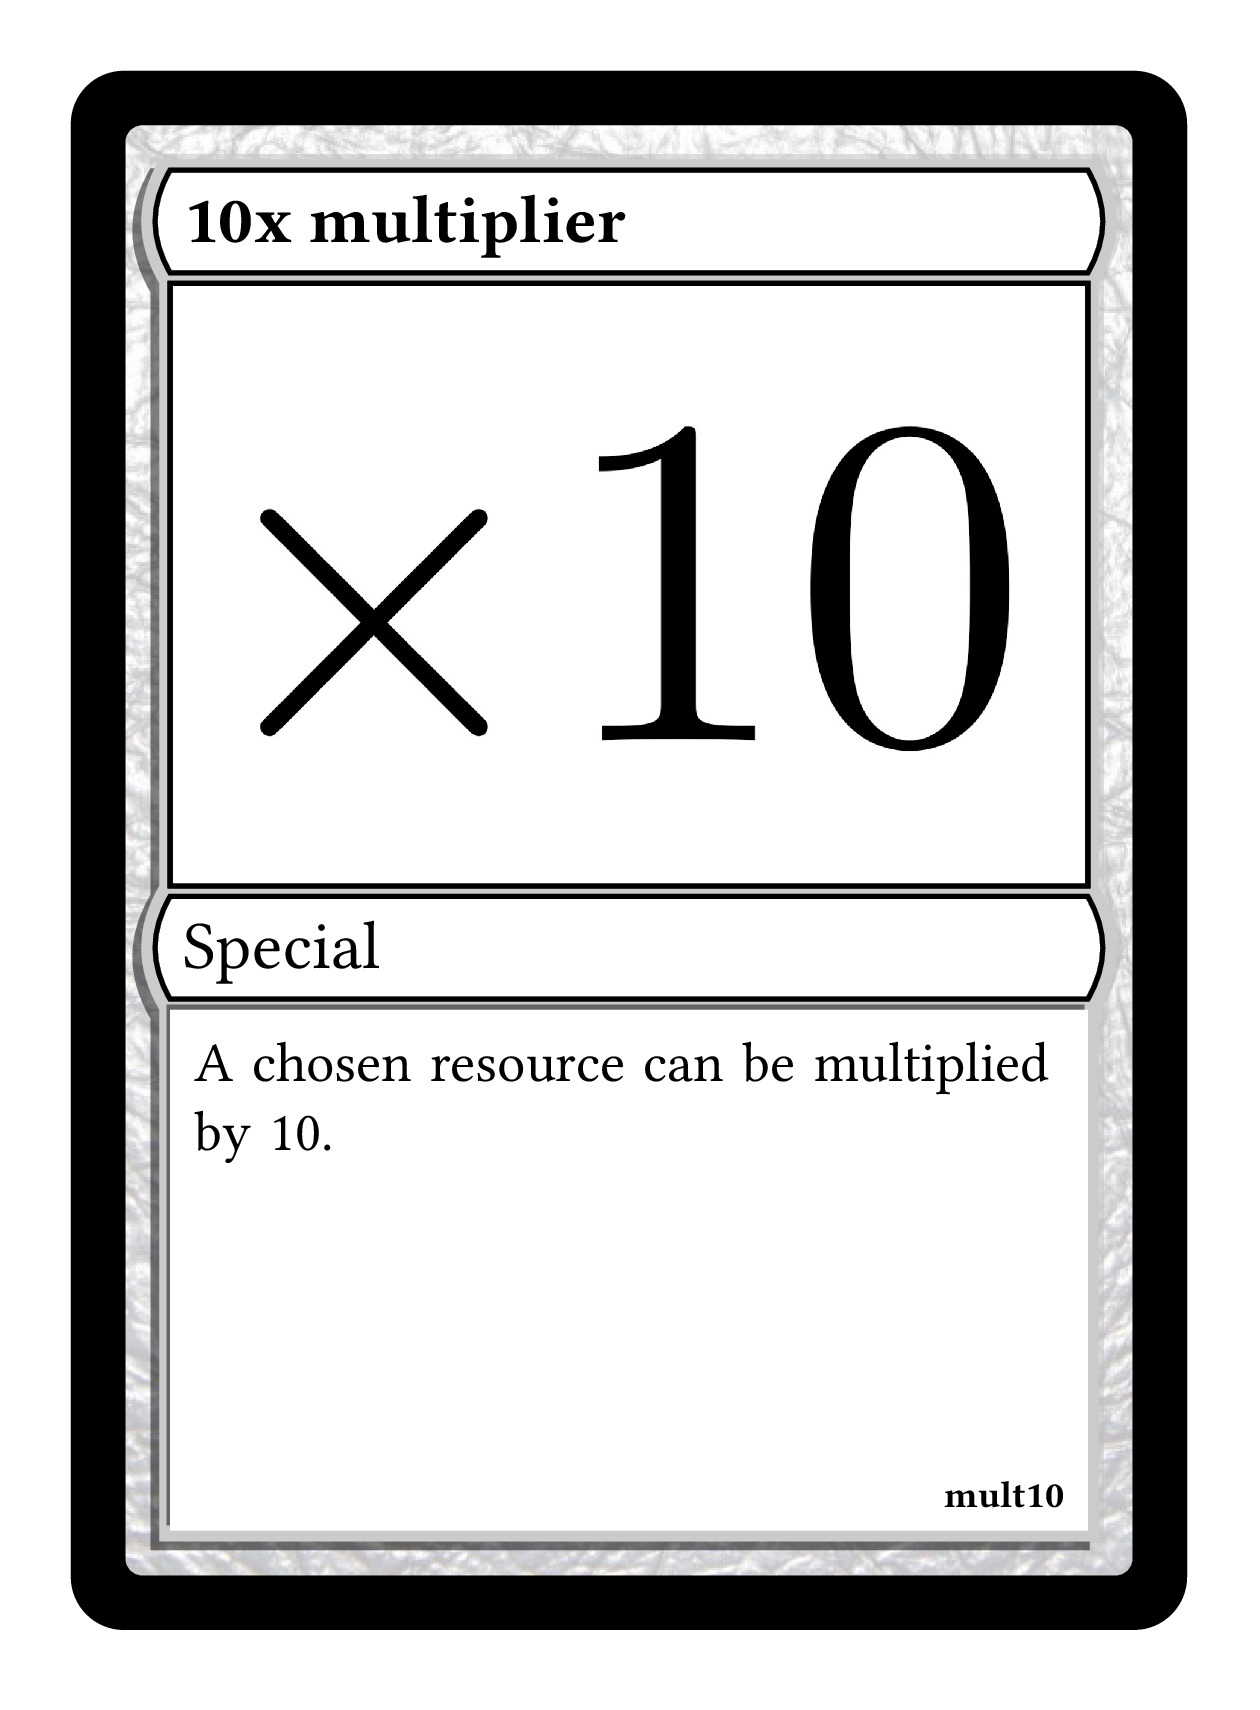 10x multiplier
×10
Special
A chosen resource can be multiplied
by 10.
mult10